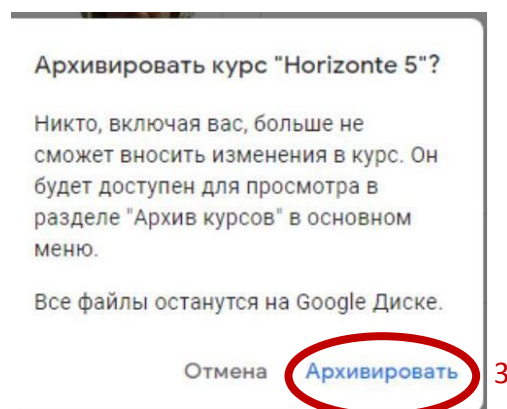 Архивировать курс "Horizonte 5"?
Никто, включая вас, больше не
сможет вносить изменения в курс. Он
будет доступен для просмотра в
разделе "Архив курсов" в основном
меню.
Все файлы останутся на Google Диске.
Отмена Архивировать 3